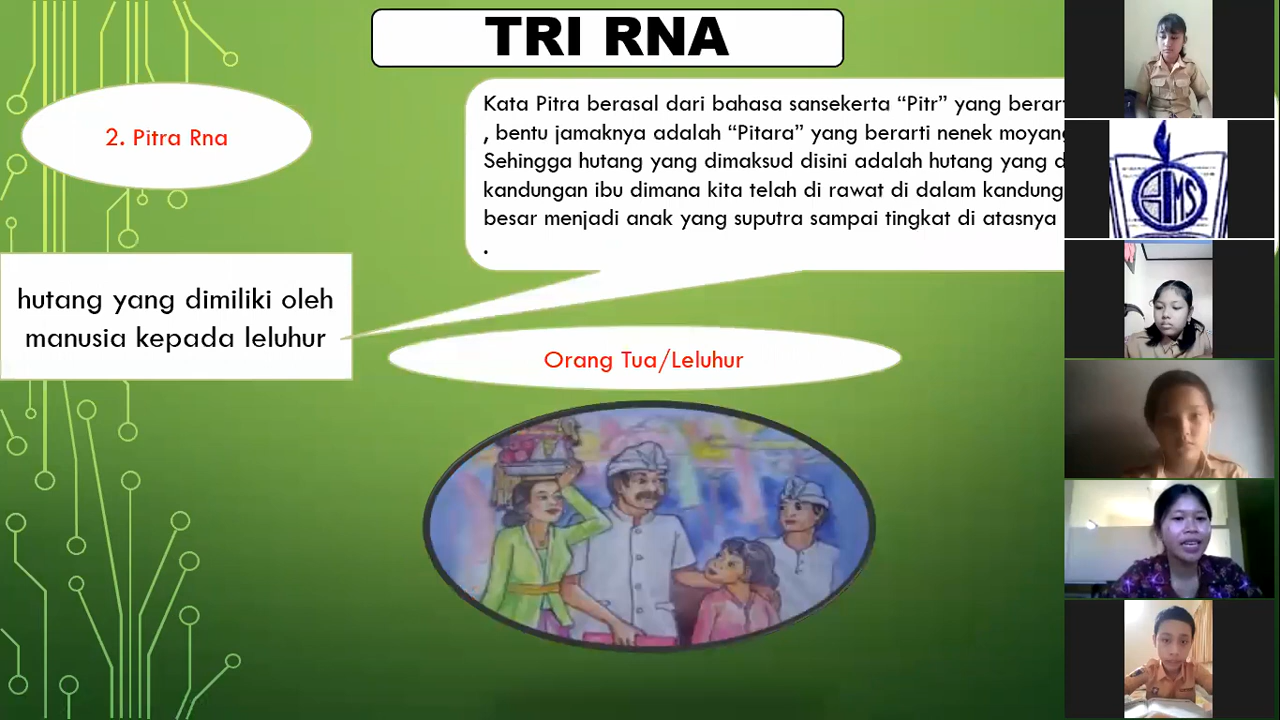 TRI RNA
2. Pitra Rna
Kata Pitra berasal dari bahasa sansekerta “Pitr” yang
, bentu jamaknya adalah “Pitara” yang berarti nenek moyang
Sehingga hutang yang dimaksud disini adalah hutang yang
kandungan ibu dimana kita telah di rawat di dalam
besar menjadi anak yang suputra sampai tingkat di atasnya
.
hutang yang dimiliki oleh
manusia kepada leluhur
Orang Tua/Leluhur